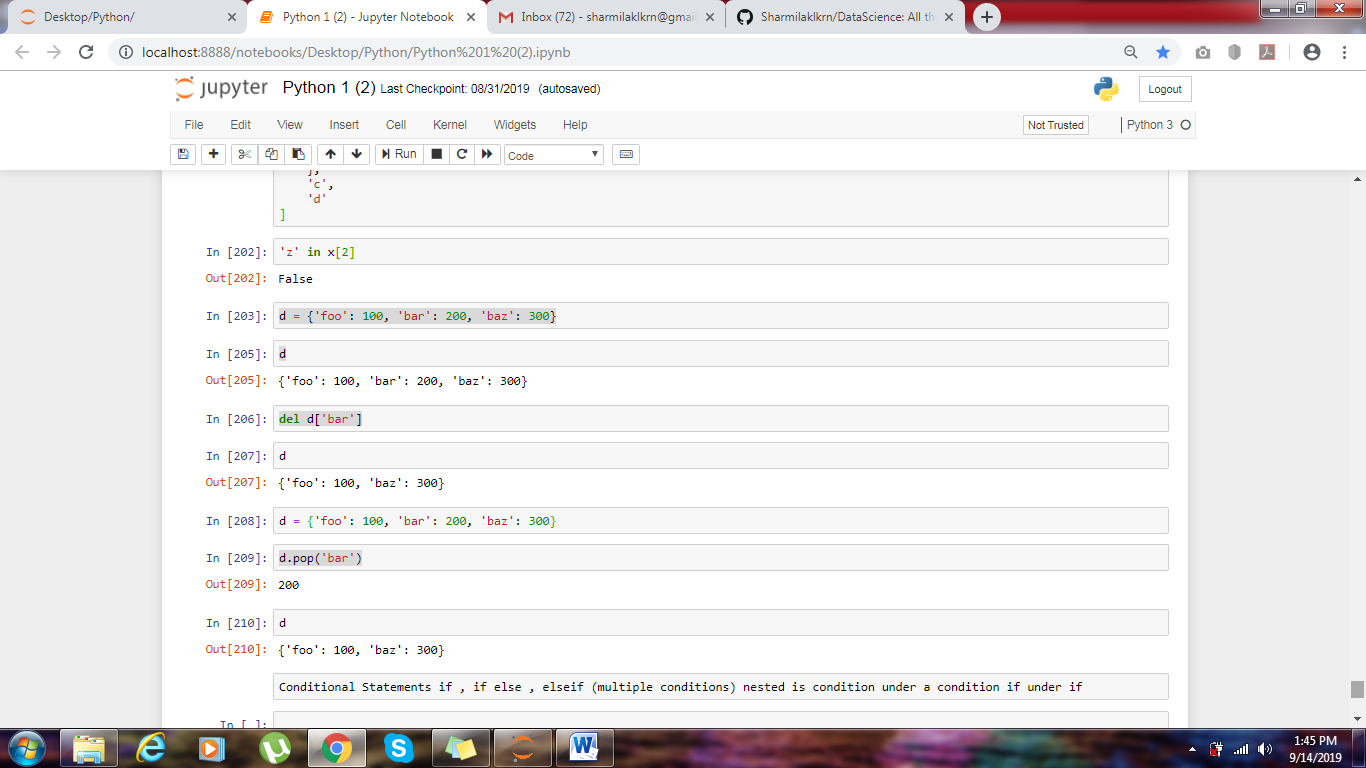 Desktop/Python/
Python 1 (2) - Jupyter Notebook
Inbox (72) - sharmilaklkrn@gmai
Sharmilaklkrn/DataScience: All th
localhost:8888/notebooks/Desktop/Python/Python%201%20(2).ipynb
jupyter Python 1 (2) Last Checkpoint: 08/31/2019 (autosaved)
Logout
File Edit View Insert Cell Kernel Widgets Help
Not Trusted
Python 3
Run
Code
},
'c',
'd'
]
In [202]: 'z' in x[2]
Out[202]: False
In [203]: d = {'foo': 100, 'bar': 200, 'baz': 300}
In [205]: d
Out[205]: {'foo': 100, 'bar': 200, 'baz': 300}
In [206]: del d['bar']
In [207]: d
Out[207]: {'foo': 100, 'baz': 300}
In [208]: d = {'foo': 100, 'bar': 200, 'baz': 300}
In [209]: d.pop('bar')
Out[209]: 200
In [210]: d
Out[210]: {'foo': 100, 'baz': 300}
Conditional Statements if , if else , elseif (multiple conditions) nested is condition under a condition if under if
In [ ]:
1:45 PM
9/14/2019